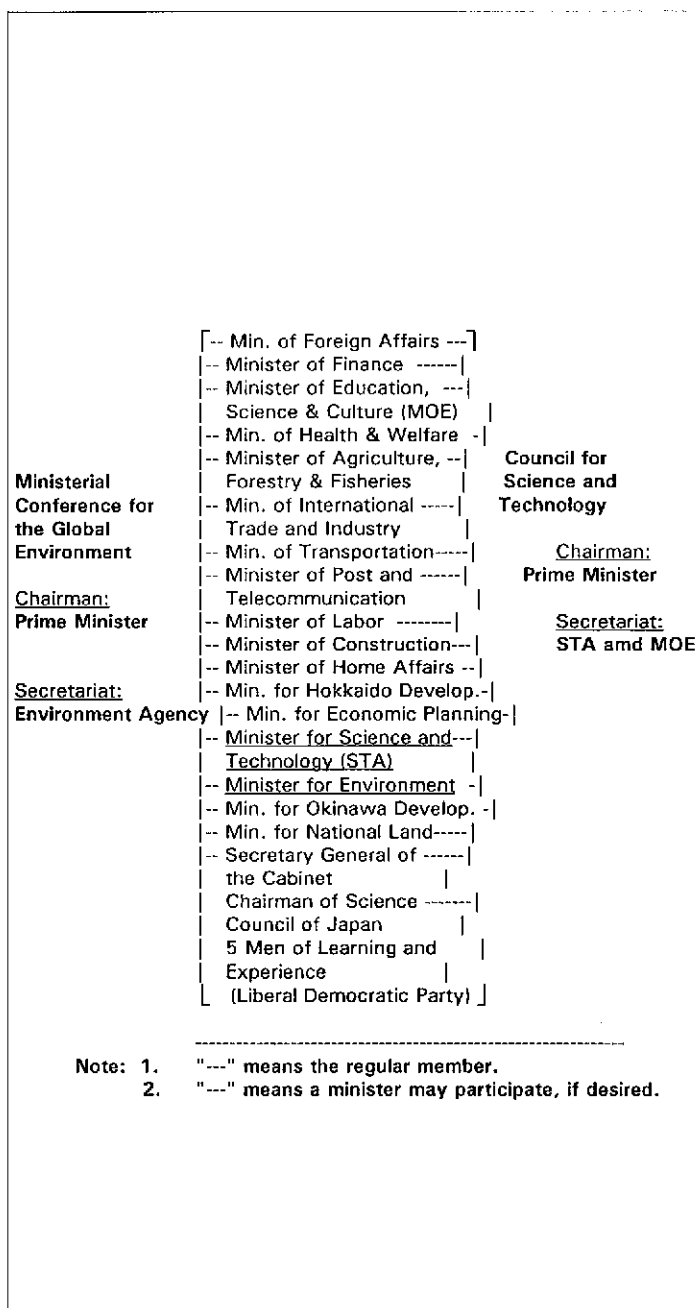 ⌈-- Min. of Foreign Affairs ---⌉
|-- Minister of Finance ------|
|-- Minister of Education, ---|
| Science & Culture (MOE) |
|-- Min. of Health & Welfare -|
|-- Minister of Agriculture, --| Council for
Ministerial | Forestry & Fisheries | Science and
Conference for |-- Min. of International -----| Technology
the Global | Trade and Industry |
Environment |-- Min. of Transportation-----| Chairman:
|-- Minister of Post and ------| Prime Minister
Chairman: | Telecommunication |
Prime Minister |-- Minister of Labor --------| Secretariat:
|-- Minister of Construction---| STA amd MOE
|-- Minister of Home Affairs --|
Secretariat: |-- Min. for Hokkaido Develop.-|
Environment Agency |-- Min. for Economic Planning-|
|-- Minister for Science and---|
| Technology (STA) |
|-- Minister for Environment -|
|-- Min. for Okinawa Develop. -|
|-- Min. for National Land-----|
|-- Secretary General of ------|
| the Cabinet |
| Chairman of Science -------|
| Council of Japan |
| 5 Men of Learning and |
| Experience |
⌊ (Liberal Democratic Party) ⌋
---------------------------------------------------------------
Note: 1. "---" means the regular member.
2. "---" means a minister may participate, if desired.